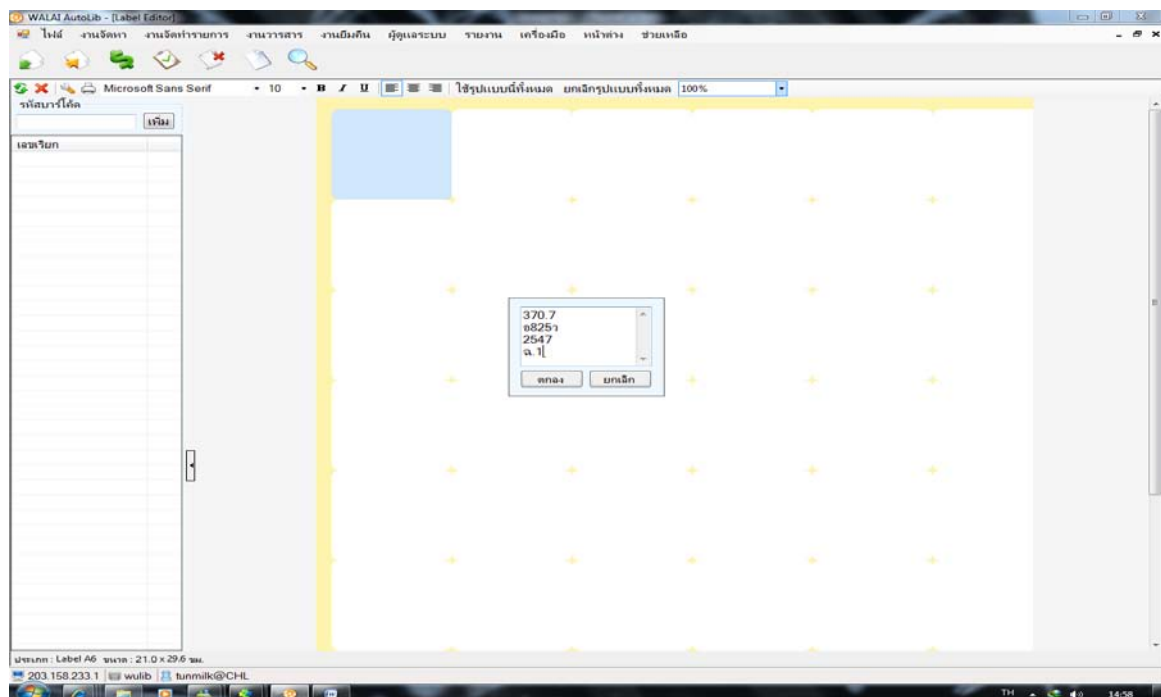 WALAI AutoLib - [Label Editor]
ไฟล์ งานจัดหา งานจัดทำรายการ งานวารสาร งานยืมคืน ผู้ดูแลระบบ รายงาน เครื่องมือ หน้าต่าง ช่วยเหลือ
Microsoft Sans Serif 10 B I U ใช้รูปแบบนี้ทั้งหมด ยกเลิกรูปแบบทั้งหมด 100%
รหัสบาร์โค้ด
เพิ่ม
เลขเรียก
370.7
อ825ว
2547
ฉ.1
ตกลง ยกเลิก
ประเภท : Label A6 ขนาด : 21.0 x 29.6 ซม.
203.158.233.1 wulib tunmilk@CHL
TH 14:58